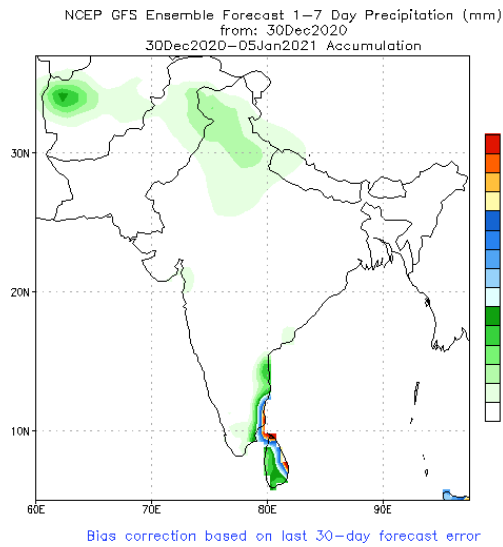 NCEP GFS Ensemble Forecast 1-7 Day Precipitation (mm)
from: 30Dec2020
30Dec2020-05Jan2021 Accumulation
30N
20N
10N
60E
70E
80E
90E
Bias correction based on last 30-day forecast error